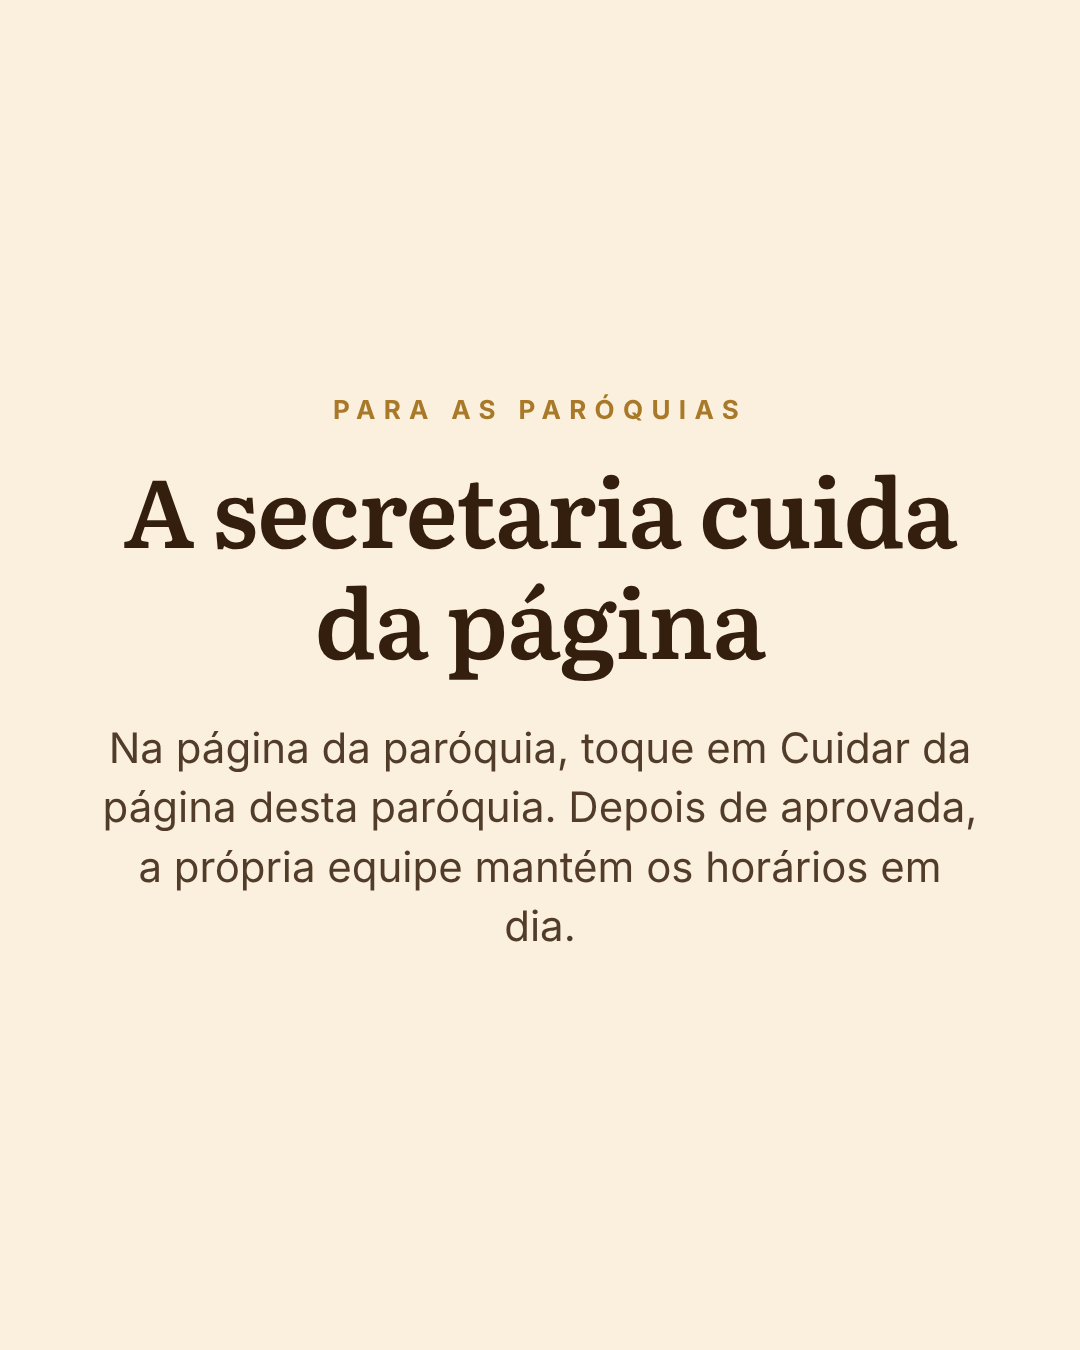 PARA AS PARÓQUIAS
A secretaria cuida
da página
Na página da paróquia, toque em Cuidar da
página desta paróquia. Depois de aprovada,
a própria equipe mantém os horários em
dia.